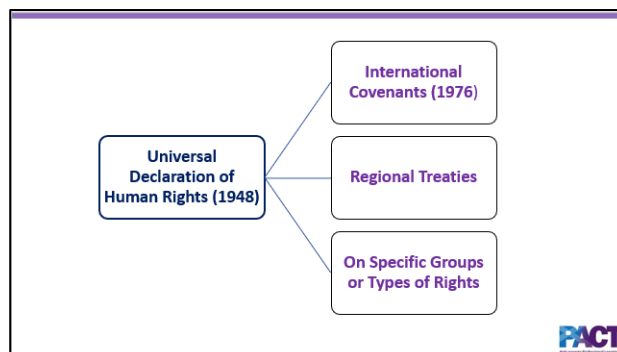 International
Covenants (1976)
Universal
Declaration of
Human Rights (1948)
Regional Treaties
On Specific Groups
or Types of Rights
PACT